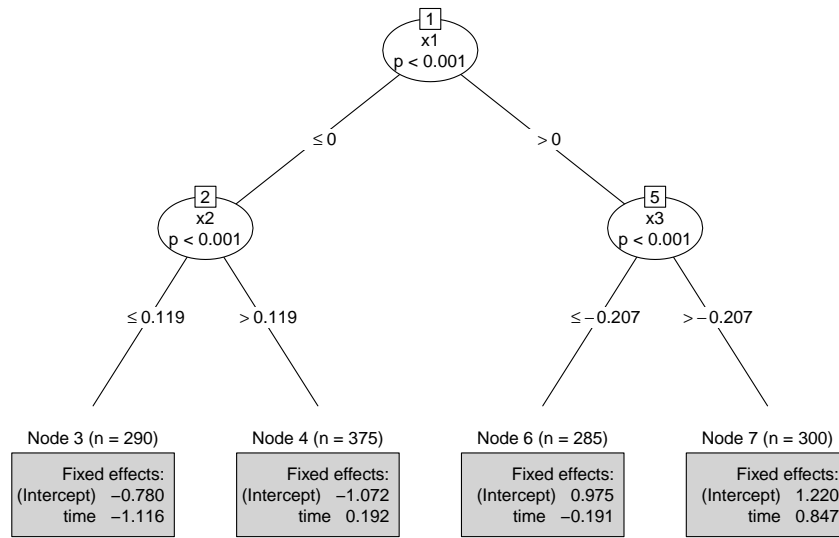 1
x1
p < 0.001
≤ 0
> 0
2
x2
p < 0.001
5
x3
p < 0.001
≤ 0.119
> 0.119
≤ −0.207
> −0.207
Node 3 (n = 290)
Fixed effects:
(Intercept) −0.780
time −1.116
Node 4 (n = 375)
Fixed effects:
(Intercept) −1.072
time 0.192
Node 6 (n = 285)
Fixed effects:
(Intercept) 0.975
time −0.191
Node 7 (n = 300)
Fixed effects:
(Intercept) 1.220
time 0.847